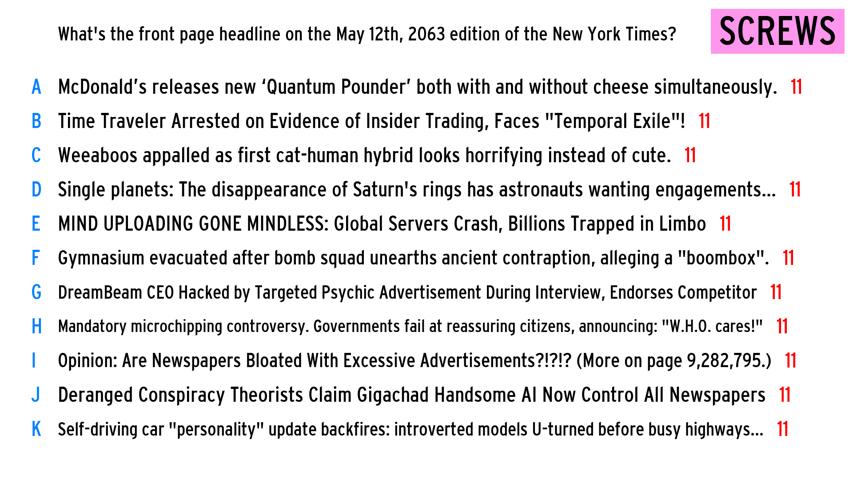 What's the front page headline on the May 12th, 2063 edition of the New York Times? SCREWS
A McDonald’s releases new ‘Quantum Pounder’ both with and without cheese simultaneously. 11
B Time Traveler Arrested on Evidence of Insider Trading, Faces "Temporal Exile"! 11
C Weeaboos appalled as first cat-human hybrid looks horrifying instead of cute. 11
D Single planets: The disappearance of Saturn's rings has astronauts wanting engagements... 11
E MIND UPLOADING GONE MINDLESS: Global Servers Crash, Billions Trapped in Limbo 11
F Gymnasium evacuated after bomb squad unearths ancient contraption, alleging a "boombox". 11
G DreamBeam CEO Hacked by Targeted Psychic Advertisement During Interview, Endorses Competitor 11
H Mandatory microchipping controversy. Governments fail at reassuring citizens, announcing: "W.H.O. cares!" 11
I Opinion: Are Newspapers Bloated With Excessive Advertisements?!?!? (More on page 9,282,795.) 11
J Deranged Conspiracy Theorists Claim Gigachad Handsome AI Now Control All Newspapers 11
K Self-driving car "personality" update backfires: introverted models U-turned before busy highways... 11